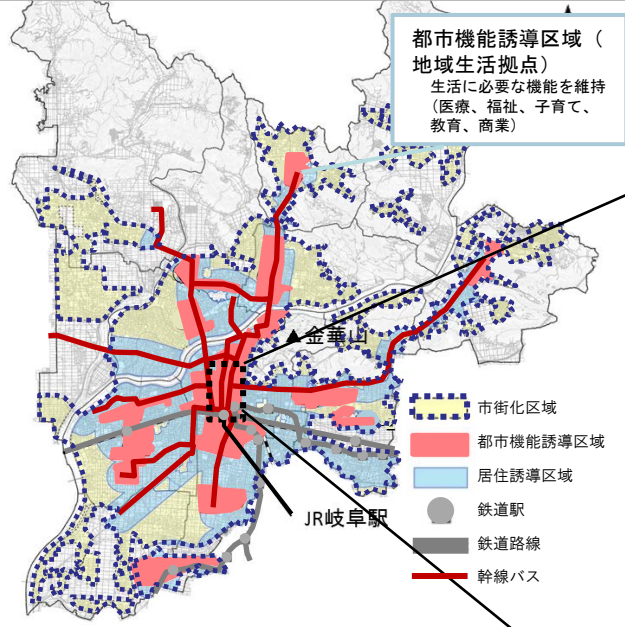 都市機能誘導区域（
地域生活拠点）
生活に必要な機能を維持
（医療、福祉、子育て、
教育、商業）
▲金華山
JR岐阜駅
市街化区域
都市機能誘導区域
居住誘導区域
鉄道駅
鉄道路線
幹線バス